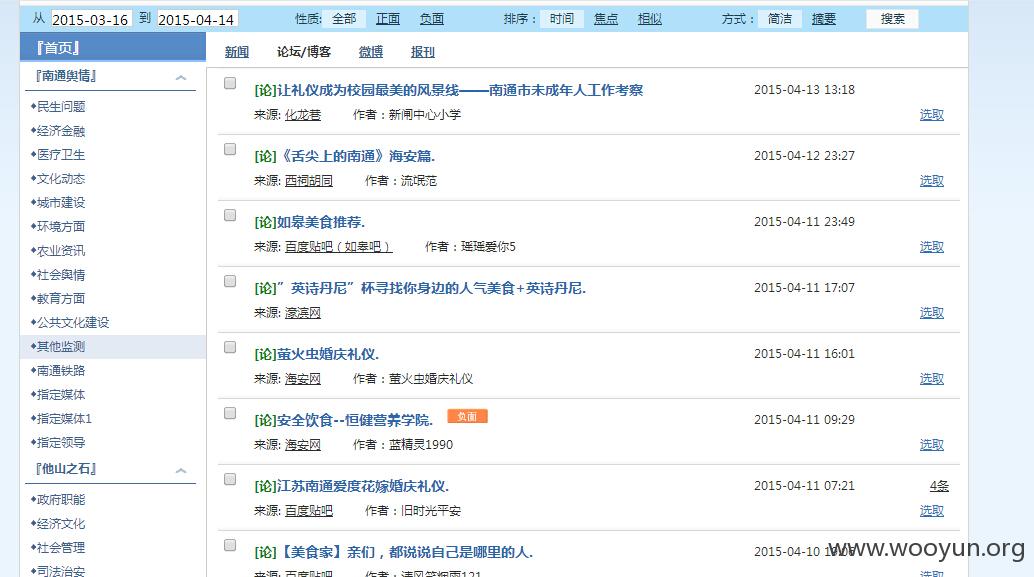 从 2015-03-16 到 2015-04-14 性质: 全部 正面 负面 排序: 时间 焦点 相似 方式: 简洁 摘要 搜索
『首页』
新闻 论坛/博客 微博 报刊
『南通舆情』
◆民生问题
◆经济金融
◆医疗卫生
◆文化动态
◆城市建设
◆环境方面
◆农业资讯
◆社会舆情
◆教育方面
◆公共文化建设
◆其他监测
◆南通铁路
◆指定媒体
◆指定媒体1
◆指定领导
『他山之石』
◆政府职能
◆经济文化
◆社会管理
◆司法治安
[论]让礼仪成为校园最美的风景线——南通市未成年人工作考察 2015-04-13 13:18
来源: 化龙巷 作者：新闻中心小学 选取
[论]《舌尖上的南通》海安篇. 2015-04-12 23:27
来源: 西祠胡同 作者：流氓范 选取
[论]如皋美食推荐. 2015-04-11 23:49
来源: 百度贴吧（如皋吧） 作者：瑶瑶爱你5 选取
[论]”英诗丹尼”杯寻找你身边的人气美食+英诗丹尼. 2015-04-11 17:07
来源: 濠滨网 选取
[论]萤火虫婚庆礼仪. 2015-04-11 16:01
来源: 海安网 作者：萤火虫婚庆礼仪 选取
[论]安全饮食--恒健营养学院. 负面 2015-04-11 09:29
来源: 海安网 作者：蓝精灵1990 选取
[论]江苏南通爱度花嫁婚庆礼仪. 2015-04-11 07:21 4条
来源: 百度贴吧 作者：旧时光平安 选取
[论]【美食家】亲们，都说说自己是哪里的人. 2015-04-10
来源: 百度贴吧 作者：清风笑烟雨121 选取
www.wooyun.org